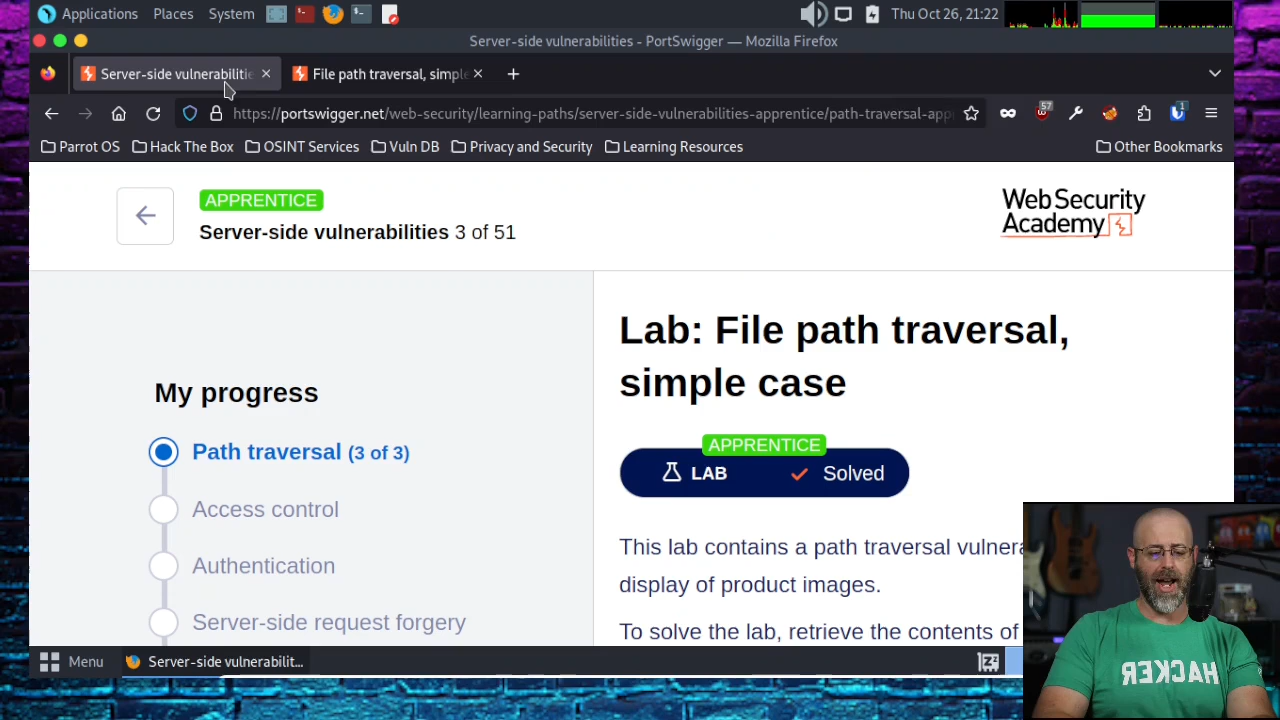 Applications Places System
Thu Oct 26, 21:22
Server-side vulnerabilities - PortSwigger — Mozilla Firefox
Server-side vulnerabilitie
File path traversal, simple
https://portswigger.net/web-security/learning-paths/server-side-vulnerabilities-apprentice/path-traversal-appr
57
1
Parrot OS Hack The Box OSINT Services Vuln DB Privacy and Security Learning Resources Other Bookmarks
APPRENTICE
Server-side vulnerabilities 3 of 51
WebSecurity
Academy
My progress
Path traversal (3 of 3)
Access control
Authentication
Server-side request forgery
Lab: File path traversal,
simple case
APPRENTICE
LAB Solved
This lab contains a path traversal vulnera
display of product images.
To solve the lab, retrieve the contents of
Menu Server-side vulnerabilit...
HACKER